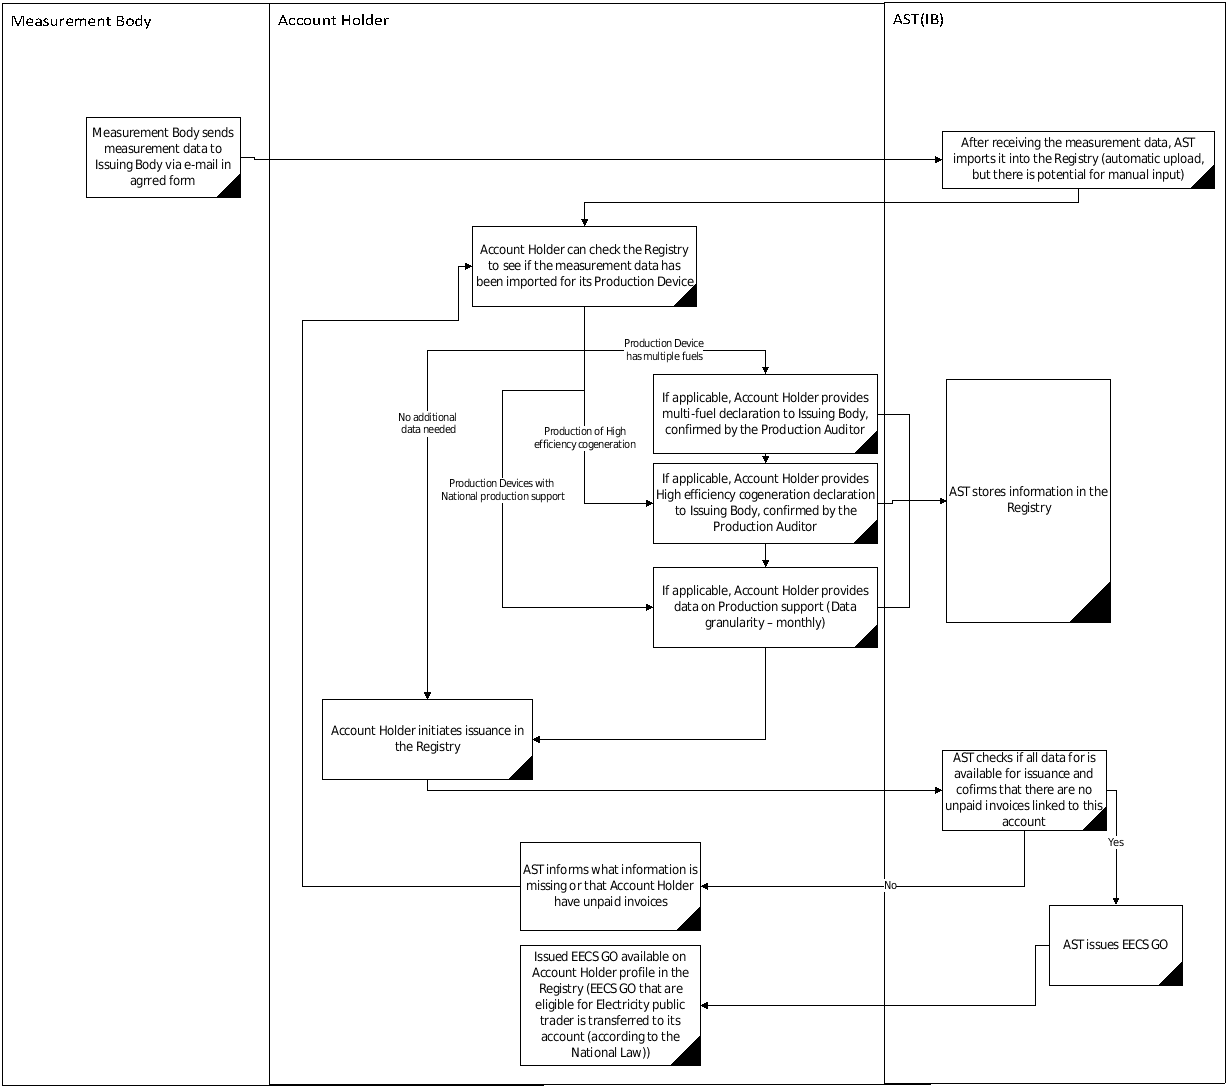 Measurement Body
Account Holder
AST(IB)
Measurement Body sends
measurement data to
Issuing Body via e-mail in
agrred form
After receiving the measurement data, AST
imports it into the Registry (automatic upload,
but there is potential for manual input)
Account Holder can check the Registry
to see if the measurement data has
been imported for its Production Device
Production Device
has multiple fuels
No additional
data needed
Production of High
efficiency cogeneration
Production Devices with
National production support
If applicable, Account Holder provides
multi-fuel declaration to Issuing Body,
confirmed by the Production Auditor
If applicable, Account Holder provides
High efficiency cogeneration declaration
to Issuing Body, confirmed by the
Production Auditor
AST stores information in the
Registry
If applicable, Account Holder provides
data on Production support (Data
granularity – monthly)
Account Holder initiates issuance in
the Registry
AST checks if all data for is
available for issuance and
cofirms that there are no
unpaid invoices linked to this
account
Yes
No
AST informs what information is
missing or that Account Holder
have unpaid invoices
AST issues EECS GO
Issued EECS GO available on
Account Holder profile in the
Registry (EECS GO that are
eligible for Electricity public
trader is transferred to its
account (according to the
National Law))